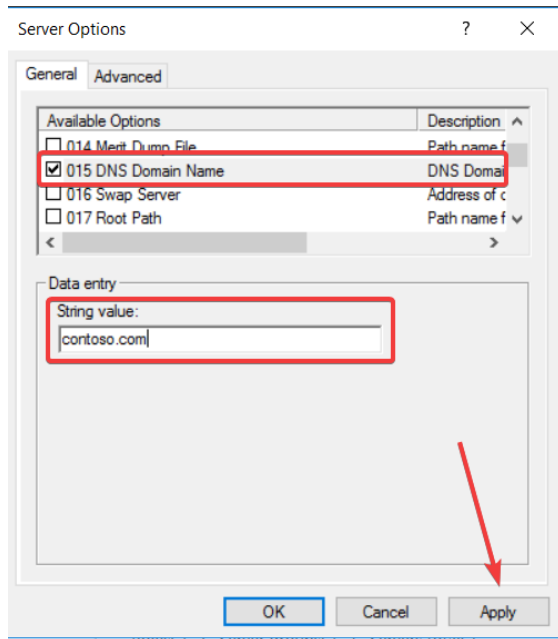 Server Options ? ×
General Advanced
Available Options Description
014 Merit Dump File Path name f
015 DNS Domain Name DNS Domai
016 Swap Server Address of c
017 Root Path Path name f
Data entry
String value:
contoso.com
OK Cancel Apply